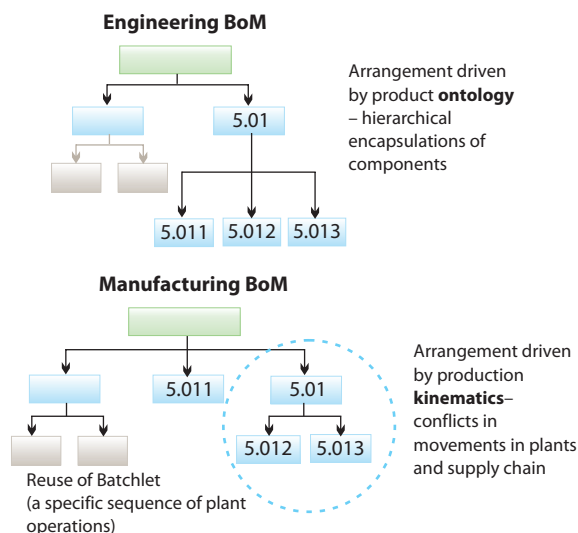 Engineering BoM
Arrangement driven
by product ontology
– hierarchical
encapsulations of
components
5.01
5.011 5.012 5.013
Manufacturing BoM
5.011 5.01
5.012 5.013
Arrangement driven
by production
kinematics–
conflicts in
movements in plants
and supply chain
Reuse of Batchlet
(a specific sequence of plant
operations)